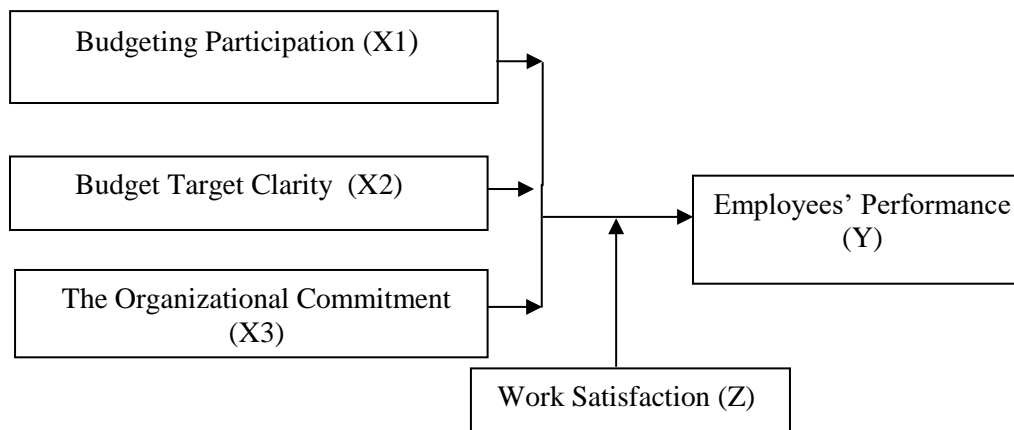 Budgeting Participation (X1)
Budget Target Clarity (X2)
Employees’ Performance
(Y)
The Organizational Commitment
(X3)
Work Satisfaction (Z)